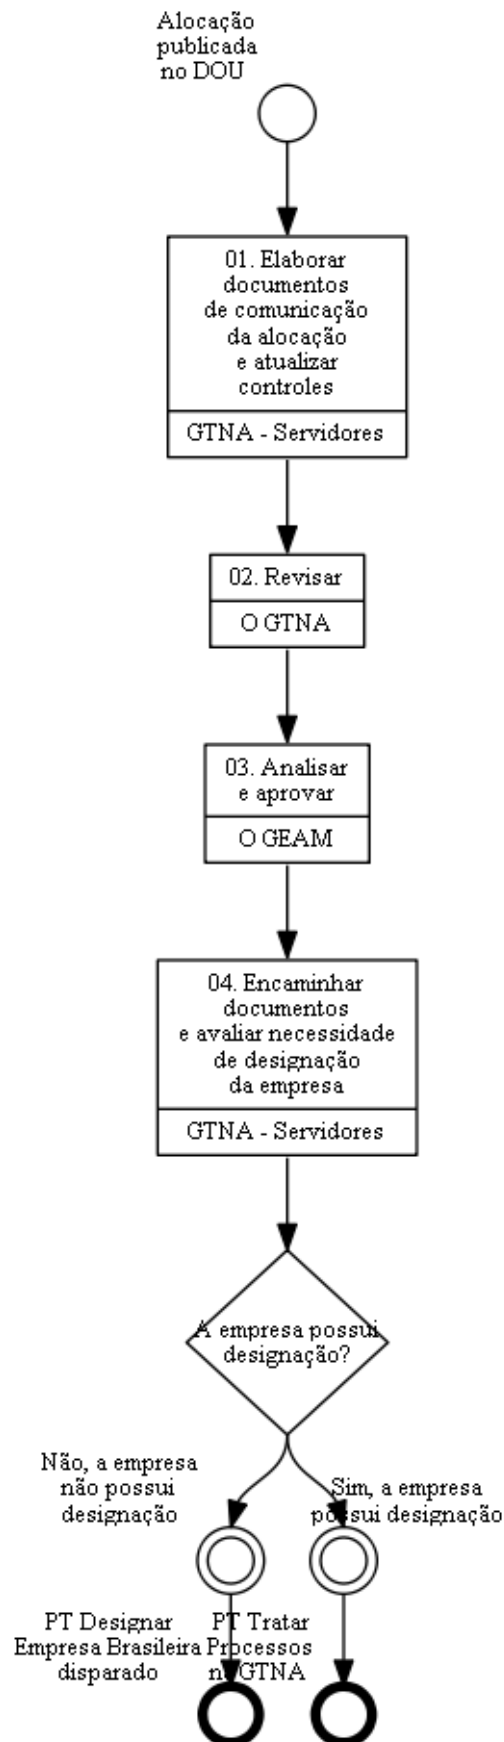 Alocação
publicada
no DOU
01. Elaborar
documentos
de comunicação
da alocação
e atualizar
controles
GTNA - Servidores
02. Revisar
O GTNA
03. Analisar
e aprovar
O GEAM
04. Encaminhar
documentos
e avaliar necessidade
de designação
da empresa
GTNA - Servidores
A empresa possui
designação?
Não, a empresa
não possui
designação
Sim, a empresa
possui designação
PT Designar
Empresa Brasileira
disparado
PT Tratar
Processos
na GTNA